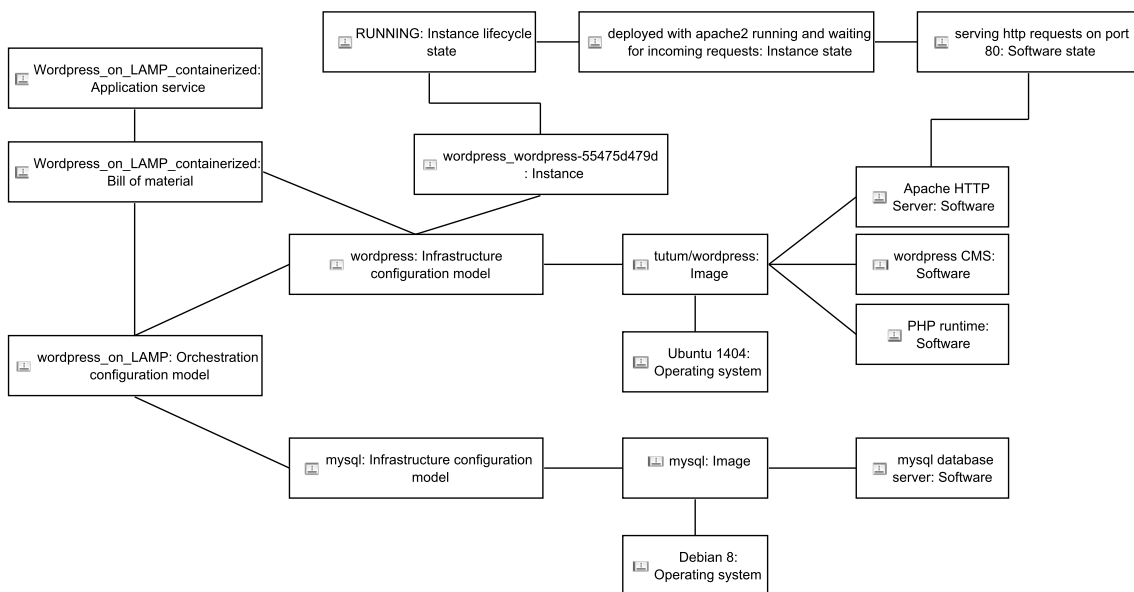 RUNNING: Instance lifecycle
state
deployed with apache2 running and waiting
for incoming requests: Instance state
serving http requests on port
80: Software state
Wordpress_on_LAMP_containerized:
Application service
Wordpress_on_LAMP_containerized:
Bill of material
wordpress_wordpress-55475d479d
: Instance
Apache HTTP
Server: Software
wordpress: Infrastructure
configuration model
tutum/wordpress:
Image
wordpress CMS:
Software
PHP runtime:
Software
wordpress_on_LAMP: Orchestration
configuration model
Ubuntu 1404:
Operating system
mysql: Infrastructure configuration
model
mysql: Image
mysql database
server: Software
Debian 8:
Operating system